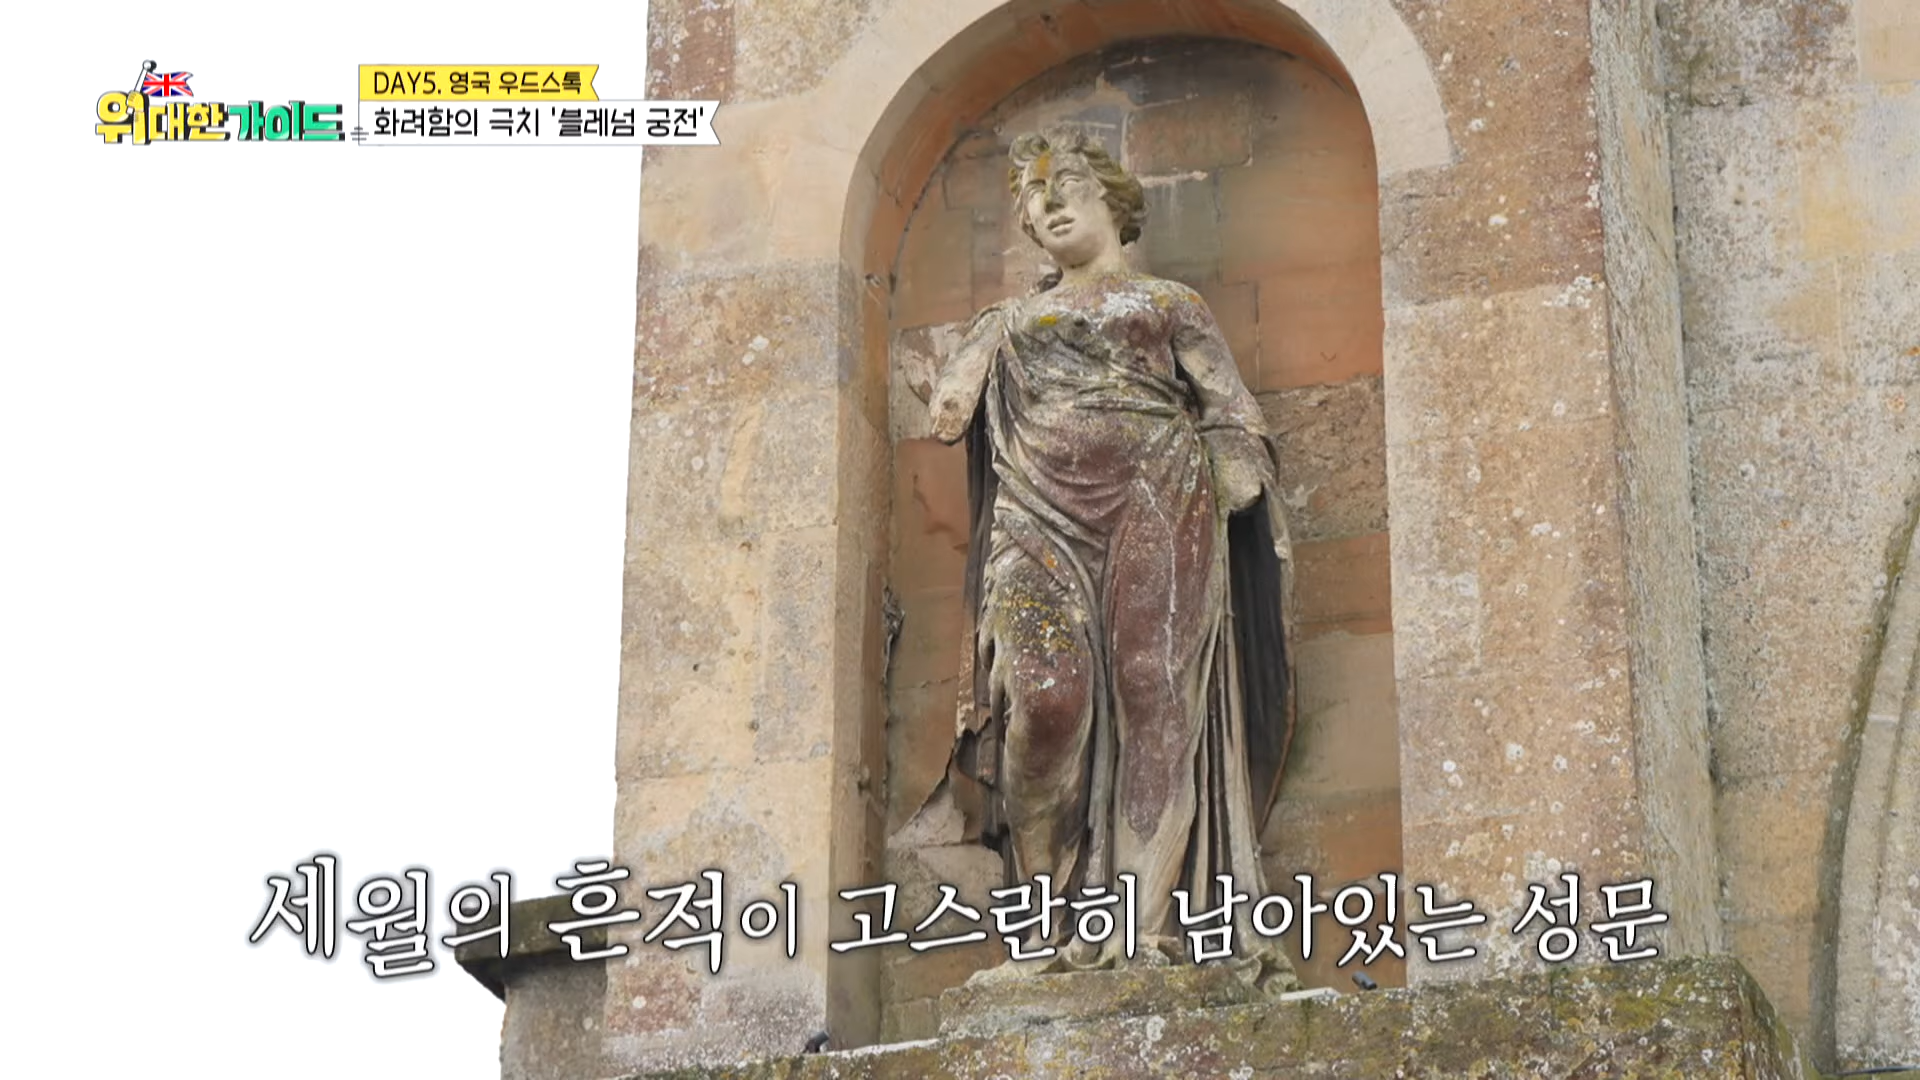 위대한가이드
DAY5. 영국 우드스톡
화려함의 극치 '블레넘 궁전'
세월의 흔적이 고스란히 남아있는 성문